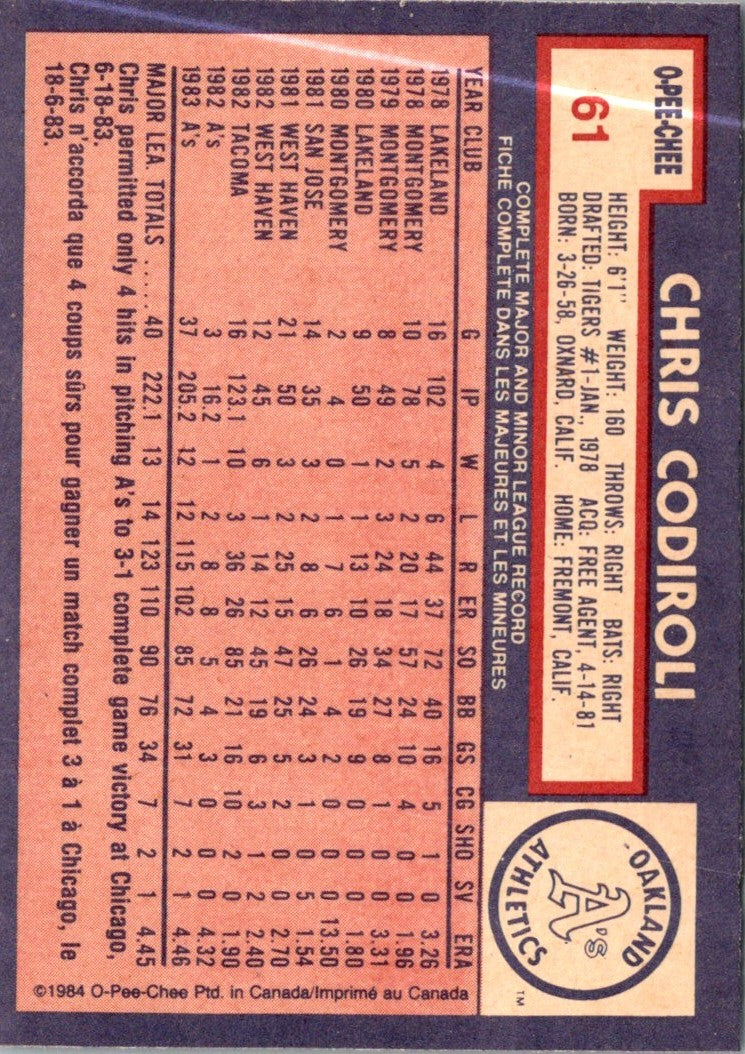 O-PEE-CHEE
61
CHRIS CODIROLI
HEIGHT: 6'1" WEIGHT: 160 THROWS: RIGHT BATS: RIGHT
DRAFTED: TIGERS #1-JAN., 1978 ACQ: FREE AGENT, 4-14-81
BORN: 3-26-58, OXNARD, CALIF. HOME: FREMONT, CALIF.
OAKLAND
A's
ATHLETICS
TM
COMPLETE MAJOR AND MINOR LEAGUE RECORD
FICHE COMPLÈTE DANS LES MAJEURES ET LES MINEURES
YEAR CLUB G IP W L R ER SO BB GS CG SHO SV ERA
1978 LAKELAND 16 102 4 6 44 37 72 40 16 5 1 0 3.26
1978 MONTGOMERY 10 78 5 2 20 17 57 24 10 4 0 0 1.96
1979 MONTGOMERY 8 49 2 3 24 18 34 27 8 1 0 0 3.31
1980 LAKELAND 9 50 3 1 13 10 26 19 9 0 0 0 1.80
1980 MONTGOMERY 2 4 0 1 7 6 1 4 2 0 0 0 13.50
1981 SAN JOSE 14 35 3 2 8 6 26 24 3 1 0 5 1.54
1981 WEST HAVEN 21 50 3 2 25 15 47 25 5 2 0 0 2.70
1982 WEST HAVEN 12 45 6 1 14 12 45 19 6 3 1 2 2.40
1982 TACOMA 16 123.1 10 3 36 26 85 21 16 10 2 0 1.90
1982 A's 3 16.2 1 2 8 8 5 4 3 0 0 0 4.32
1983 A's 37 205.2 12 12 115 102 85 72 31 7 2 1 4.46
MAJOR LEA. TOTALS ..... 40 222.1 13 14 123 110 90 76 34 7 2 1 4.45
Chris permitted only 4 hits in pitching A's to 3-1 complete game victory at Chicago,
6-18-83.
Chris n'accorda que 4 coups sûrs pour gagner un match complet 3 à 1 à Chicago, le
18-6-83.
©1984 O-Pee-Chee Ptd. in Canada/Imprimé au Canada